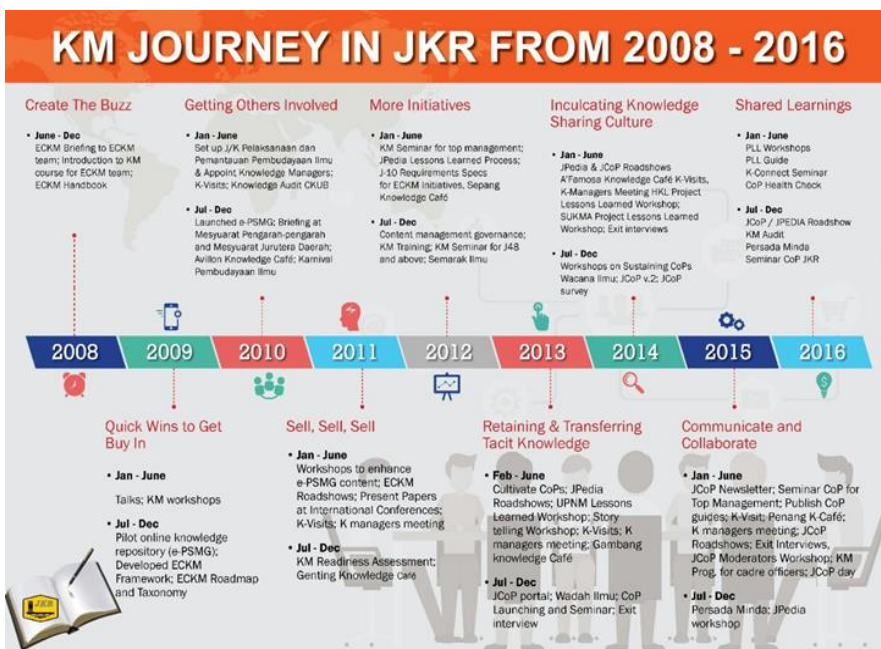 KM JOURNEY IN JKR FROM 2008 - 2016
Create The Buzz
• June - Dec
ECKM Briefing to ECKM
team; Introduction to KM
course for ECKM team;
ECKM Handbook
Getting Others Involved
• Jan - June
Set up J/K Pelaksanaan dan
Pemantauan Pembudayaan Ilmu
& Appoint Knowledge Managers;
K-Visits; Knowledge Audit CKUB
• Jul - Dec
Launched e-PSMG; Briefing at
Mesyuarat Pengarah-pengarah
and Mesyuarat Jurutera Daerah;
Avillon Knowledge Café; Karnival
Pembudayaan Ilmu
More Initiatives
• Jan - June
KM Seminar for top management;
JPedia Lessons Learned Process;
J-10 Requirements Specs
for ECKM Initiatives, Sepang
Knowledge Café
• Jul - Dec
Content management governance;
KM Training; KM Seminar for J48
and above; Semarak Ilmu
Inculcating Knowledge
Sharing Culture
• Jan - June
JPedia & JCoP Roadshows
A'Famosa Knowledge Café K-Visits,
K-Managers Meeting HKL Project
Lessons Learned Workshop;
SUKMA Project Lessons Learned
Workshop; Exit interviews
• Jul - Dec
Workshops on Sustaining CoPs
Wacana Ilmu; JCoP v.2; JCoP
survey
Shared Learnings
• Jan - June
PLL Workshops
PLL Guide
K-Connect Seminar
CoP Health Check
• Jul - Dec
JCoP / JPEDIA Roadshow
KM Audit
Persada Minda
Seminar CoP JKR
2008 2009 2010 2011 2012 2013 2014 2015 2016
Quick Wins to Get
Buy In
• Jan - June
Talks; KM workshops
• Jul - Dec
Pilot online knowledge
repository (e-PSMG);
Developed ECKM
Framework; ECKM Roadmap
and Taxonomy
Sell, Sell, Sell
• Jan - June
Workshops to enhance
e-PSMG content; ECKM
Roadshows; Present Papers
at International Conferences;
K-Visits; K managers meeting
• Jul - Dec
KM Readiness Assessment;
Genting Knowledge Café
Retaining & Transferring
Tacit Knowledge
• Feb - June
Cultivate CoPs; JPedia
Roadshows; UPNM Lessons
Learned Workshop; Story
telling Workshop; K-Visits; K
managers meeting; Gambang
knowledge Café
• Jul - Dec
JCoP portal; Wadah Ilmu; CoP
Launching and Seminar; Exit
interview
Communicate and
Collaborate
• Jan - June
JCoP Newsletter; Seminar CoP for
Top Management; Publish CoP
guides; K-Visit; Penang K-Café;
K managers meeting; JCoP
Roadshows; Exit Interviews,
JCoP Moderators Workshop; KM
Prog. for cadre officers; JCoP day
• Jul - Dec
Persada Minda; JPedia
workshop
JKR